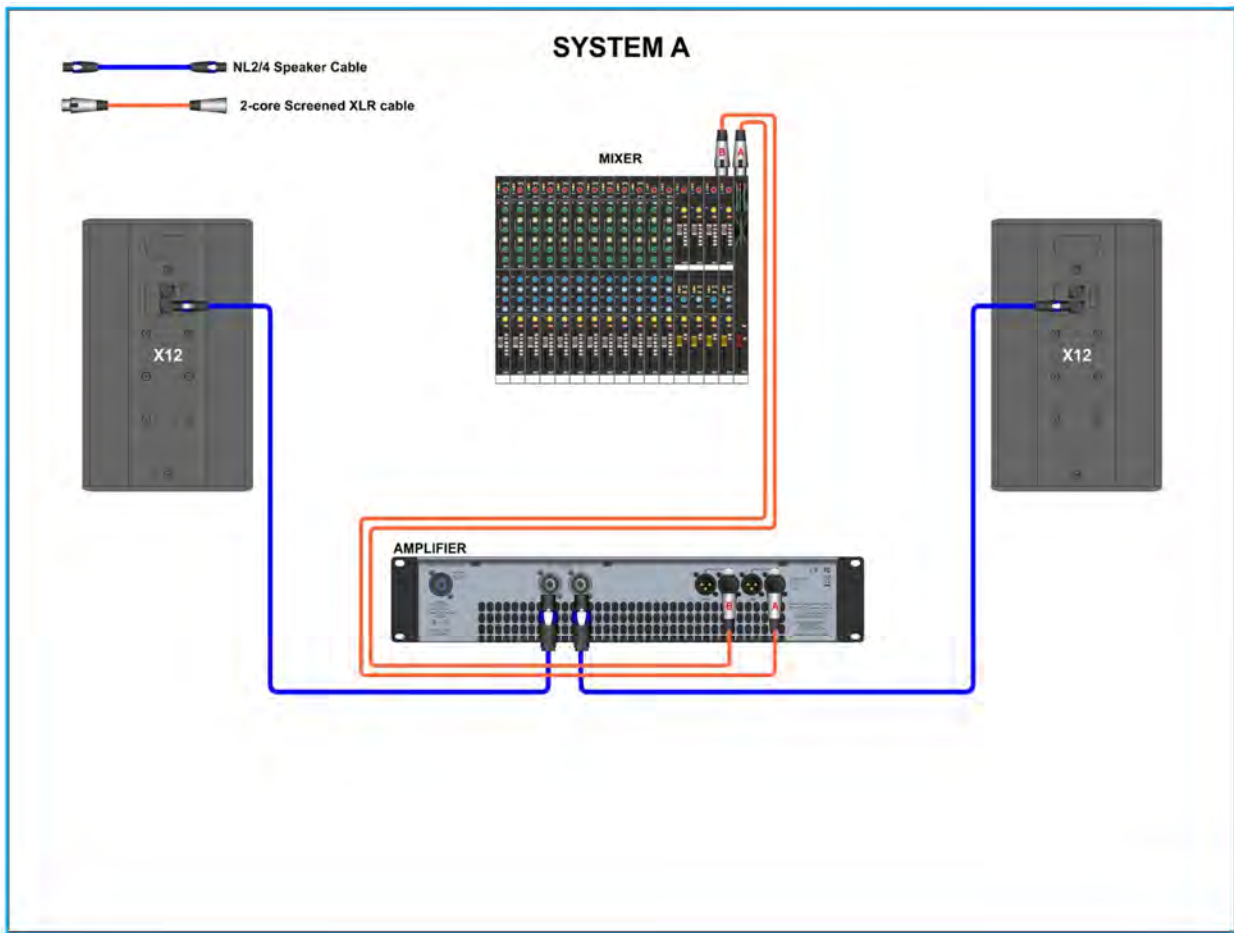 SYSTEM A
NL2/4 Speaker Cable
2-core Screened XLR cable
B A
MIXER
X12
X12
AMPLIFIER
B
A